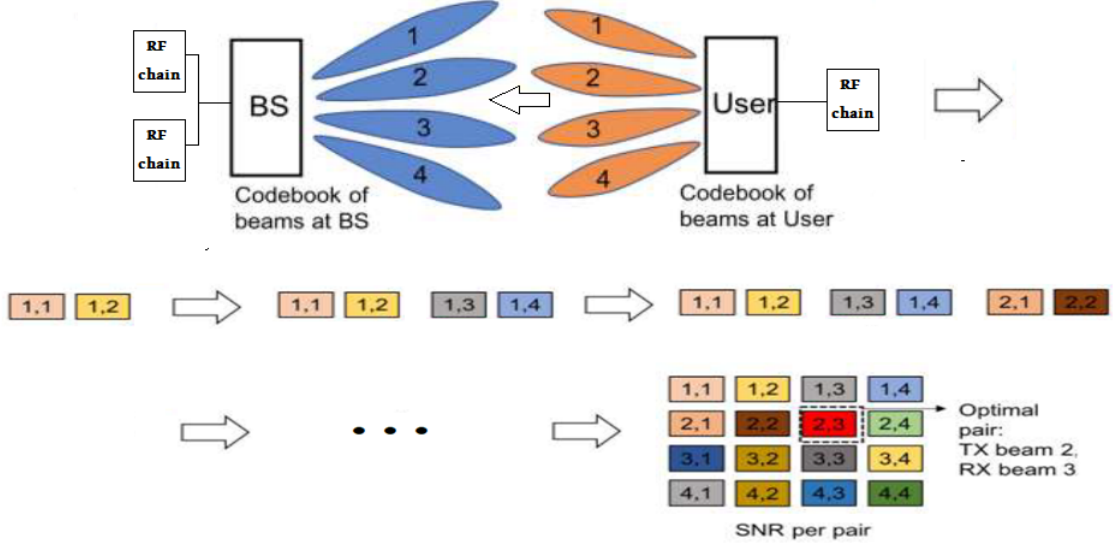 RF
chain
RF
chain
BS
1
2
3
4
1
2
3
4
User
RF
chain
Codebook of
beams at BS
Codebook of
beams at User
1,1 1,2 1,1 1,2 1,3 1,4 1,1 1,2 1,3 1,4 2,1 2,2
1,1 1,2 1,3 1,4
2,1 2,2 2,3 2,4
3,1 3,2 3,3 3,4
4,1 4,2 4,3 4,4
Optimal
pair:
TX beam 2,
RX beam 3
SNR per pair